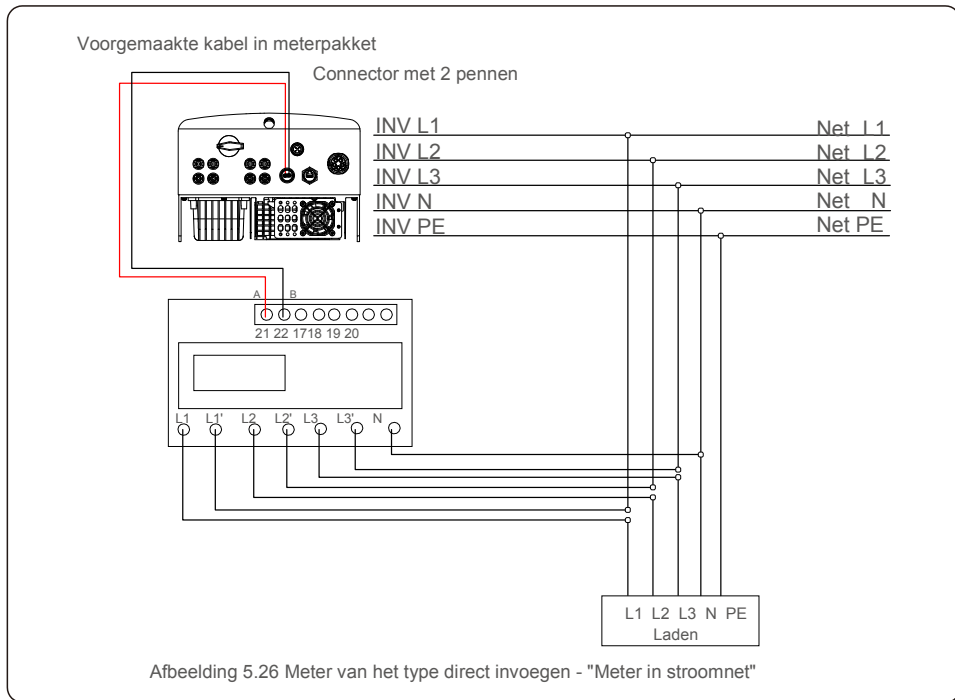 Voorgemaakte kabel in meterpakket
Connector met 2 pennen
INV L1 Net L1
INV L2 Net L2
INV L3 Net L3
INV N Net N
INV PE Net PE
A B
21 22 1718 19 20
L1 L1' L2 L2' L3 L3' N
L1 L2 L3 N PE
Laden
Afbeelding 5.26 Meter van het type direct invoegen - "Meter in stroomnet"